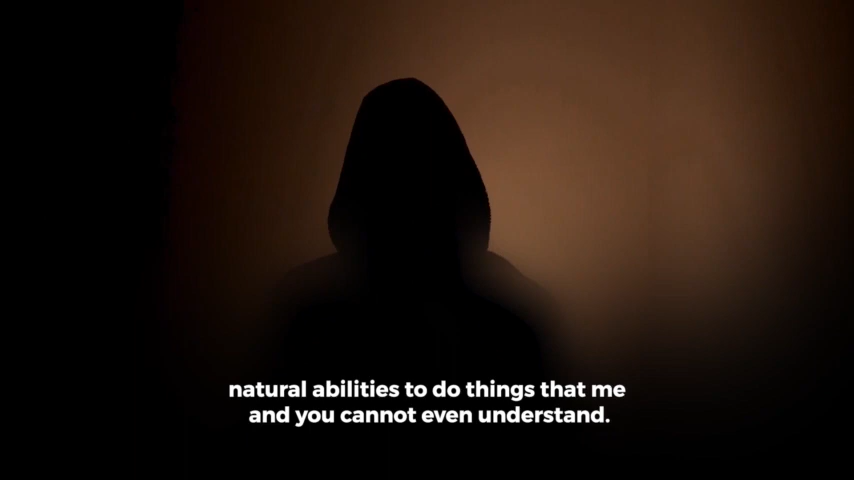 natural abilities to do things that me
and you cannot even understand.